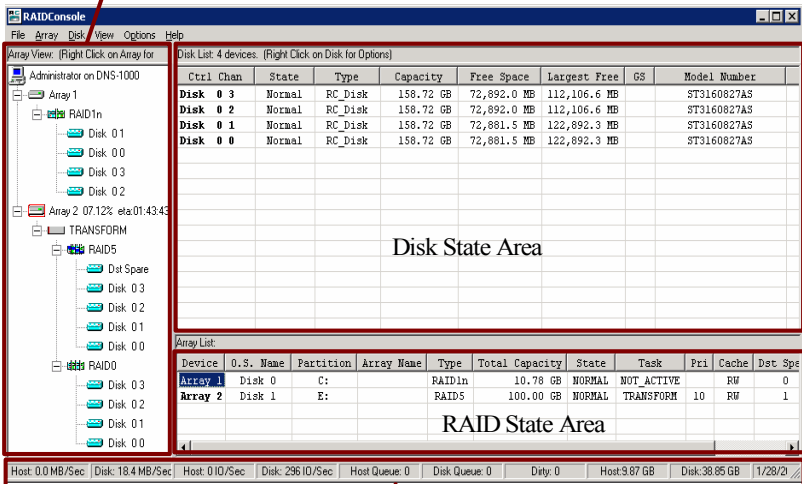 RAIDConsole
File Array Disk View Options Help
Array View: (Right Click on Array for
Administrator on DNS-1000
Array 1
RAID1n
Disk 0 1
Disk 0 0
Disk 0 3
Disk 0 2
Array 2 07.12% eta:01:43:43
TRANSFORM
RAID5
Dst Spare
Disk 0 3
Disk 0 2
Disk 0 1
Disk 0 0
RAID0
Disk 0 3
Disk 0 2
Disk 0 1
Disk 0 0
Disk List: 4 devices. (Right Click on Disk for Options)
Ctrl Chan State Type Capacity Free Space Largest Free GS Model Number
Disk 0 3 Normal RC_Disk 158.72 GB 72,892.0 MB 112,106.6 MB ST3160827AS
Disk 0 2 Normal RC_Disk 158.72 GB 72,892.0 MB 112,106.6 MB ST3160827AS
Disk 0 1 Normal RC_Disk 158.72 GB 72,881.5 MB 122,892.3 MB ST3160827AS
Disk 0 0 Normal RC_Disk 158.72 GB 72,881.5 MB 122,892.3 MB ST3160827AS
Disk State Area
Array List:
Device O.S. Name Partition Array Name Type Total Capacity State Task Pri Cache Dst Spe
Array 1 Disk 0 C: RAID1n 10.78 GB NORMAL NOT_ACTIVE RW 0
Array 2 Disk 1 E: RAID5 100.00 GB NORMAL TRANSFORM 10 RW 1
RAID State Area
Host: 0.0 MB/Sec Disk: 18.4 MB/Sec Host: 0 IO/Sec Disk: 296 IO/Sec Host Queue: 0 Disk Queue: 0 Dirty: 0 Host:9.87 GB Disk:38.85 GB 1/28/2